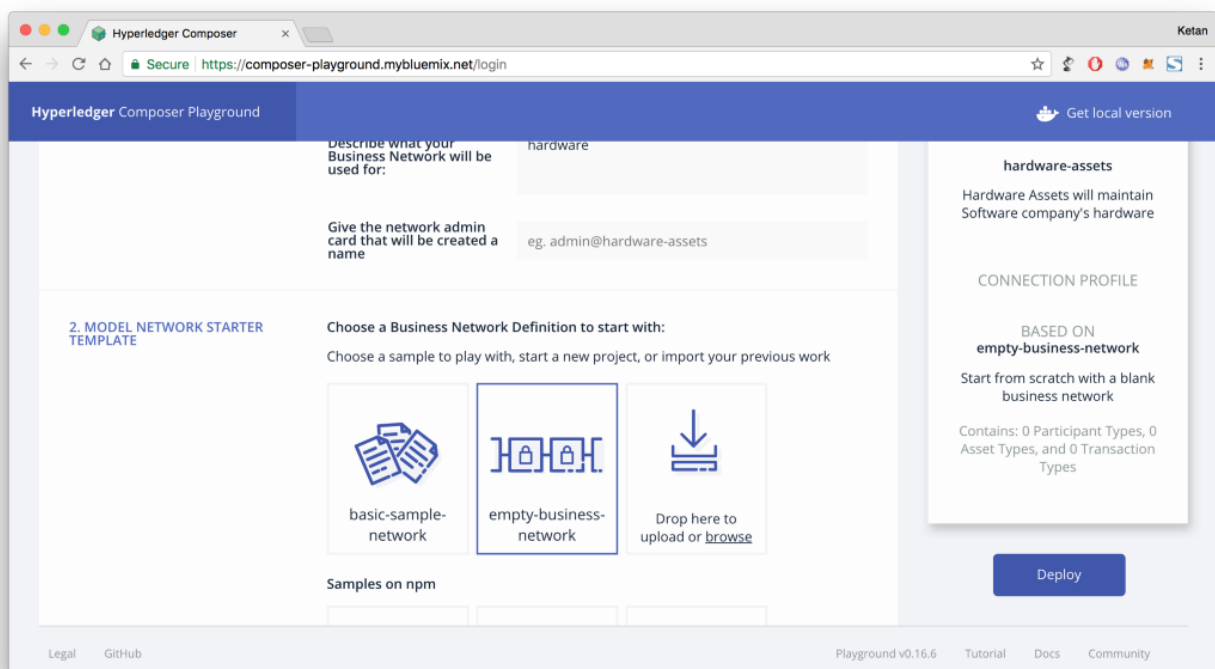 Hyperledger Composer
Ketan
Secure | https://composer-playground.mybluemix.net/login
Hyperledger Composer Playground
Get local version
Describe what your
Business Network will be
used for:
hardware
Give the network admin
card that will be created a
name
eg. admin@hardware-assets
2. MODEL NETWORK STARTER
TEMPLATE
Choose a Business Network Definition to start with:
Choose a sample to play with, start a new project, or import your previous work
basic-sample-
network
empty-business-
network
Drop here to
upload or browse
Samples on npm
hardware-assets
Hardware Assets will maintain
Software company's hardware
CONNECTION PROFILE
BASED ON
empty-business-network
Start from scratch with a blank
business network
Contains: 0 Participant Types, 0
Asset Types, and 0 Transaction
Types
Deploy
Legal
GitHub
Playground v0.16.6
Tutorial
Docs
Community